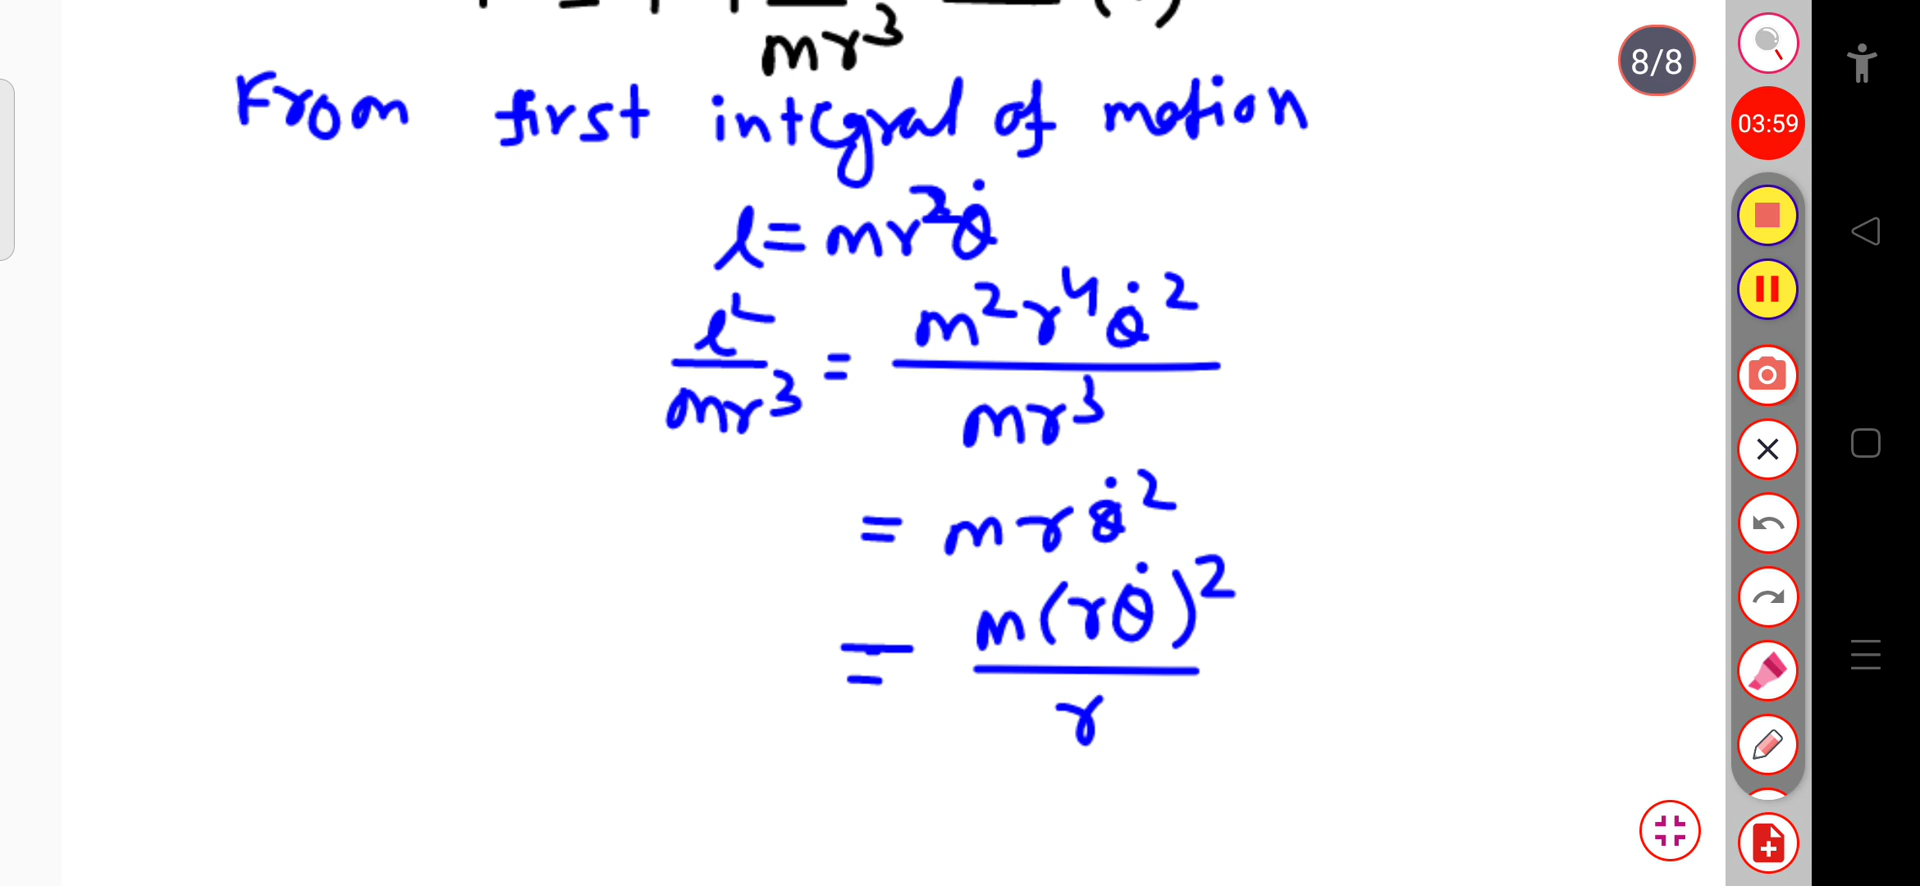 mr³
8/8
From first integral of motion
03:59
l = mr²θ̇
l²/mr³ = m²r⁴θ̇²/mr³
= mrθ̇²
= m(rθ̇)²/r